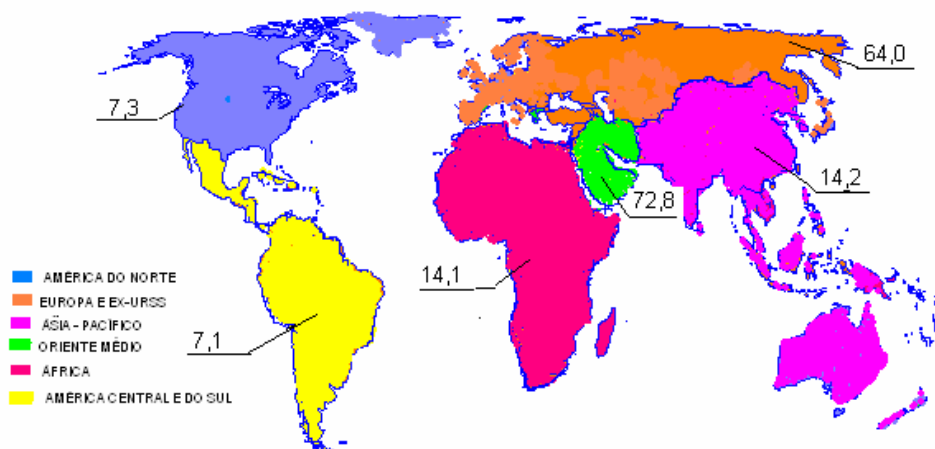 64,0
7,3
14,2
72,8
14,1
7,1
AMÉRICA DO NORTE
EUROPA E EX-URSS
ÁSIA - PACÍFICO
ORIENTE MÉDIO
ÁFRICA
AMÉRICA CENTRAL E DO SUL